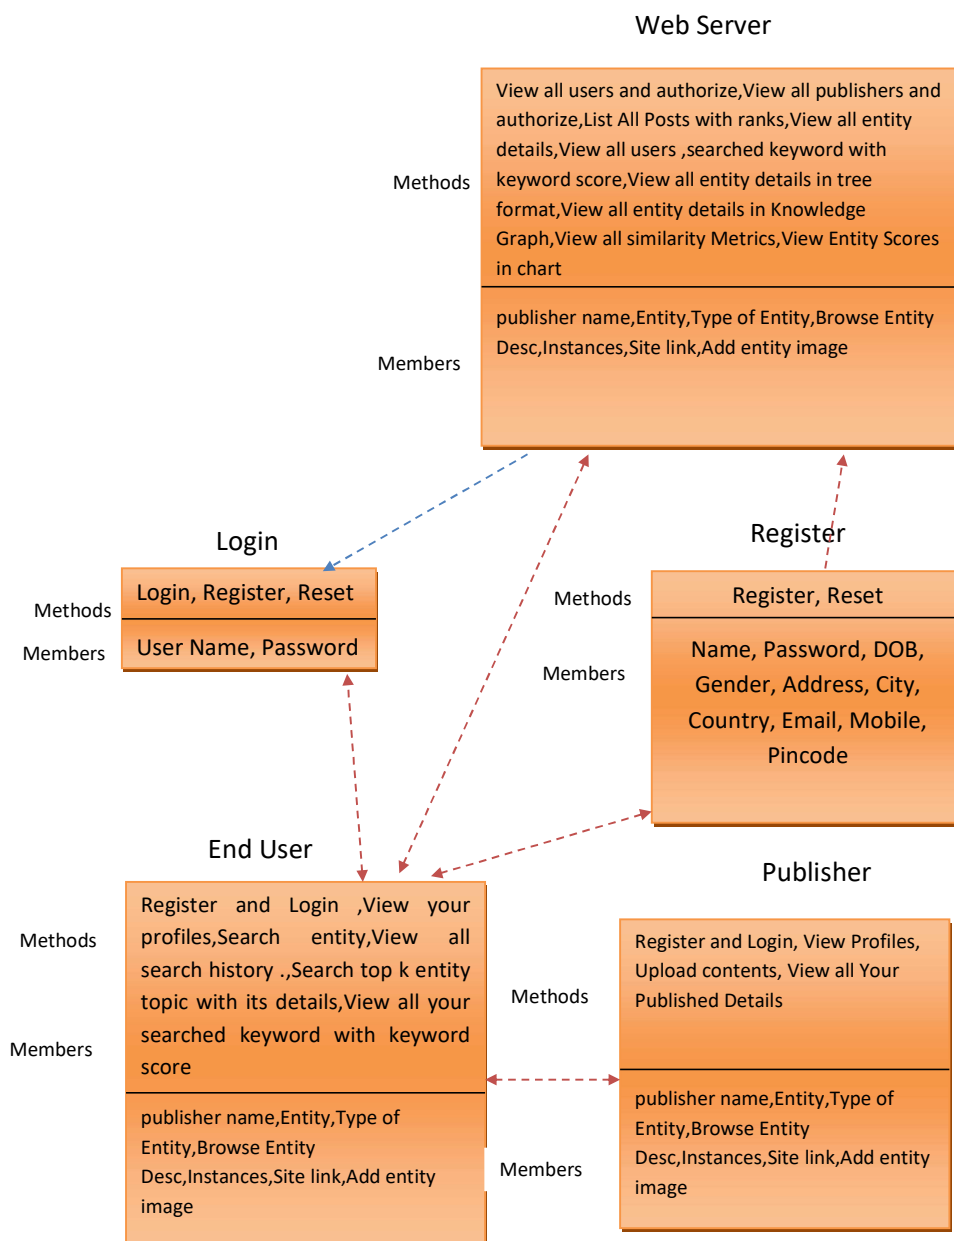 Web Server
View all users and authorize,View all publishers and
authorize,List All Posts with ranks,View all entity
details,View all users ,searched keyword with
keyword score,View all entity details in tree
format,View all entity details in Knowledge
Graph,View all similarity Metrics,View Entity Scores
in chart
Methods
publisher name,Entity,Type of Entity,Browse Entity
Desc,Instances,Site link,Add entity image
Members
Login
Login, Register, Reset
Methods
User Name, Password
Members
Register
Methods
Register, Reset
Members
Name, Password, DOB,
Gender, Address, City,
Country, Email, Mobile,
Pincode
End User
Register and Login ,View your
profiles,Search entity,View all
search history .,Search top k entity
topic with its details,View all your
searched keyword with keyword
score
Methods
Members
publisher name,Entity,Type of
Entity,Browse Entity
Desc,Instances,Site link,Add entity
image
Publisher
Register and Login, View Profiles,
Upload contents, View all Your
Published Details
Methods
publisher name,Entity,Type of
Entity,Browse Entity
Desc,Instances,Site link,Add entity
image
Members